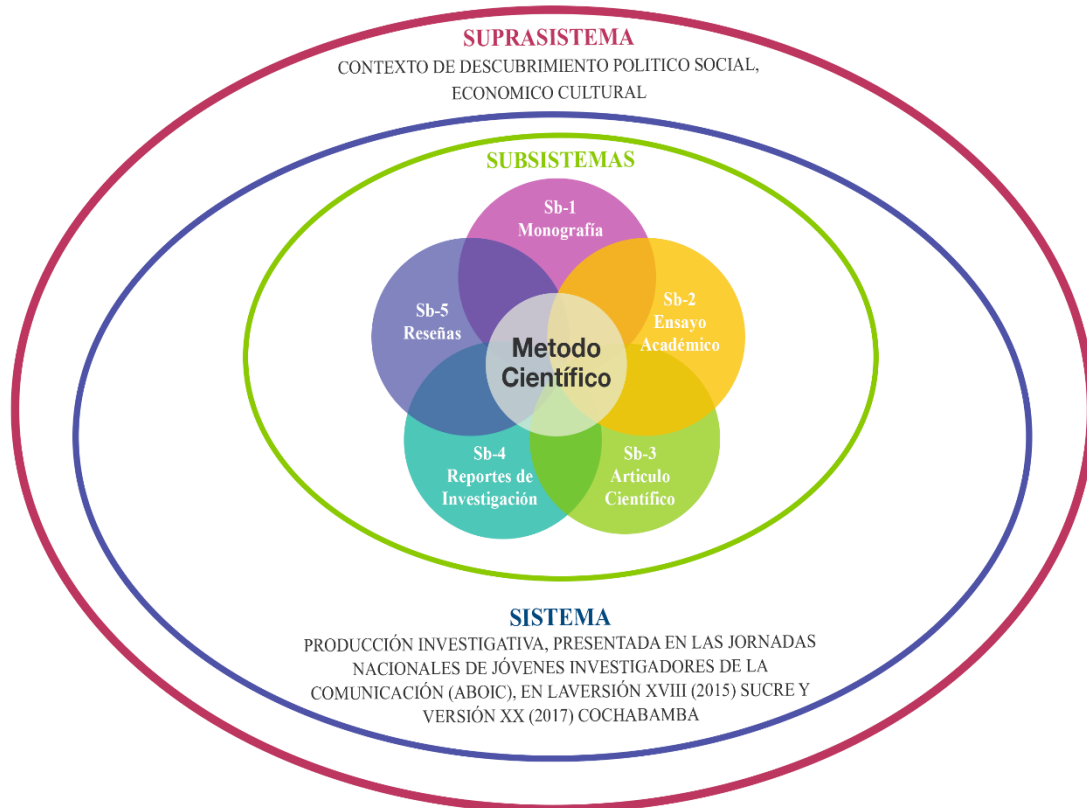 SUPRASISTEMA
CONTEXTO DE DESCUBRIMIENTO POLITICO SOCIAL,
ECONOMICO CULTURAL
SUBSISTEMAS
Sb-1
Monografía
Sb-2
Ensayo
Académico
Sb-5
Reseñas
Metodo
Científico
Sb-4
Reportes de
Investigación
Sb-3
Articulo
Científico
SISTEMA
PRODUCCIÓN INVESTIGATIVA, PRESENTADA EN LAS JORNADAS
NACIONALES DE JÓVENES INVESTIGADORES DE LA
COMUNICACIÓN (ABOIC), EN LAVERSIÓN XVIII (2015) SUCRE Y
VERSIÓN XX (2017) COCHABAMBA